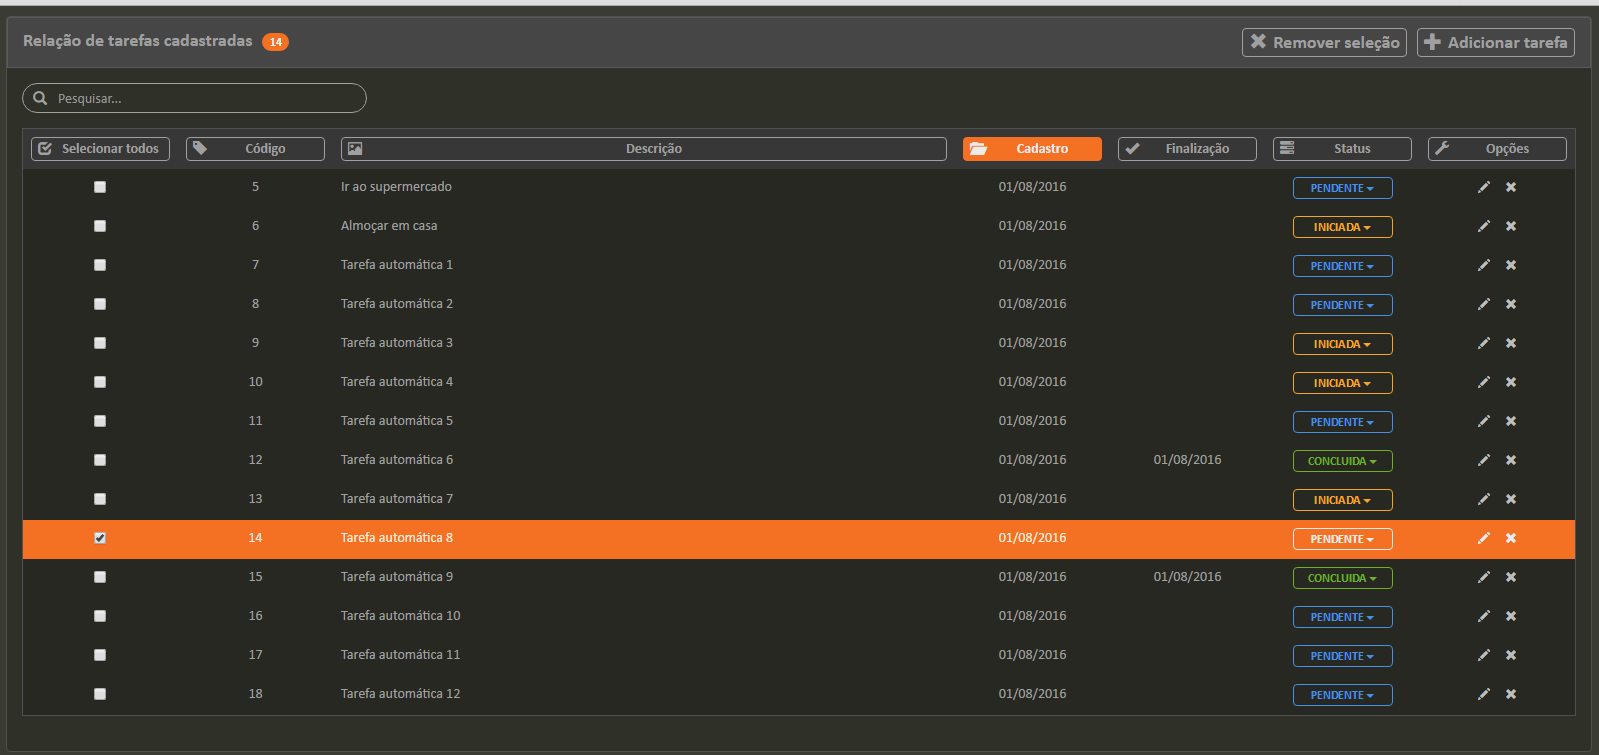 Relação de tarefas cadastradas 14 Remover seleção Adicionar tarefa
Pesquisar...
Selecionar todos Código Descrição Cadastro Finalização Status Opções
5 Ir ao supermercado 01/08/2016 PENDENTE
6 Almoçar em casa 01/08/2016 INICIADA
7 Tarefa automática 1 01/08/2016 PENDENTE
8 Tarefa automática 2 01/08/2016 PENDENTE
9 Tarefa automática 3 01/08/2016 INICIADA
10 Tarefa automática 4 01/08/2016 INICIADA
11 Tarefa automática 5 01/08/2016 PENDENTE
12 Tarefa automática 6 01/08/2016 01/08/2016 CONCLUIDA
13 Tarefa automática 7 01/08/2016 INICIADA
14 Tarefa automática 8 01/08/2016 PENDENTE
15 Tarefa automática 9 01/08/2016 01/08/2016 CONCLUIDA
16 Tarefa automática 10 01/08/2016 PENDENTE
17 Tarefa automática 11 01/08/2016 PENDENTE
18 Tarefa automática 12 01/08/2016 PENDENTE